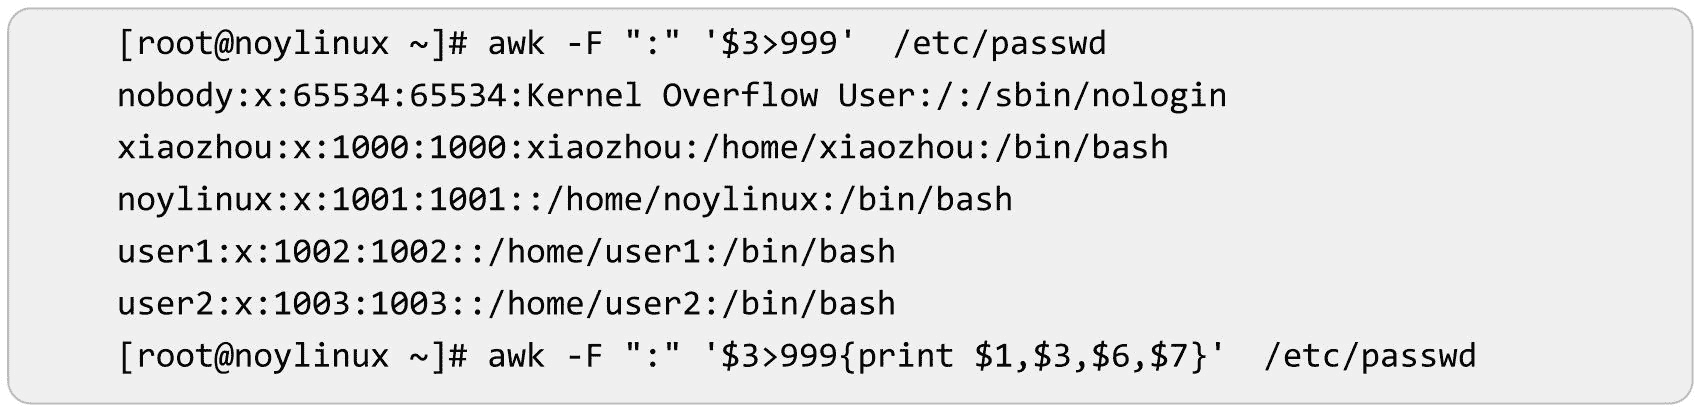 [root@noylinux ~]# awk -F ":" '$3>999'  /etc/passwd
nobody:x:65534:65534:Kernel Overflow User:/:/sbin/nologin
xiaozhou:x:1000:1000:xiaozhou:/home/xiaozhou:/bin/bash
noylinux:x:1001:1001::/home/noylinux:/bin/bash
user1:x:1002:1002::/home/user1:/bin/bash
user2:x:1003:1003::/home/user2:/bin/bash
[root@noylinux ~]# awk -F ":" '$3>999{print $1,$3,$6,$7}'  /etc/passwd